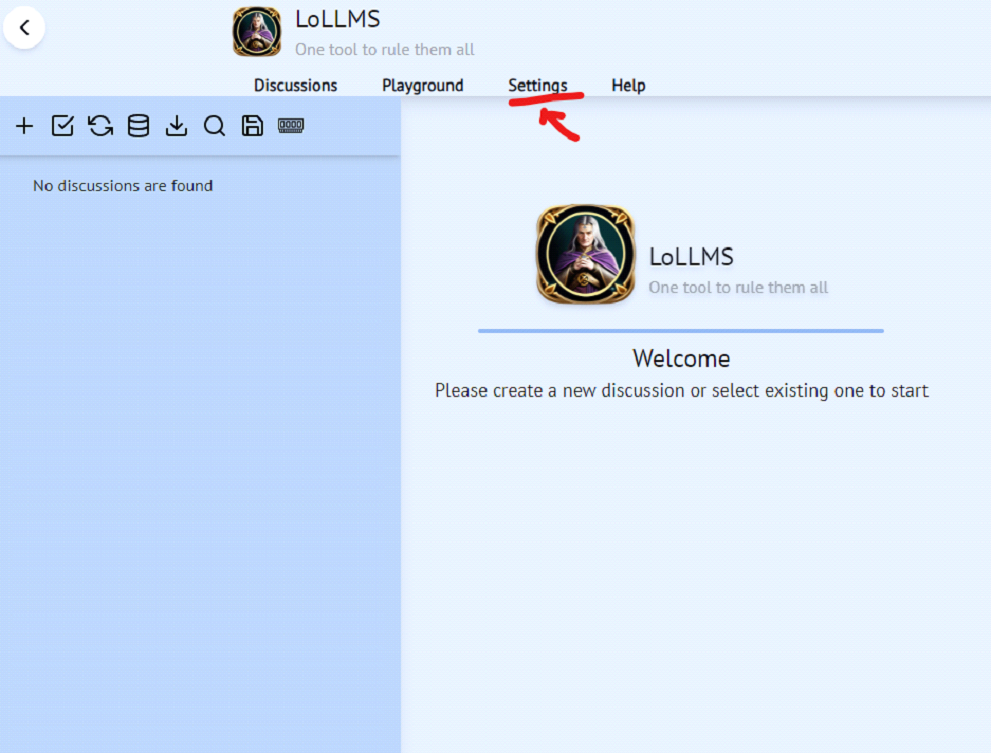 LoLLMS
One tool to rule them all
Discussions Playground Settings Help
No discussions are found
LoLLMS
One tool to rule them all
Welcome
Please create a new discussion or select existing one to start